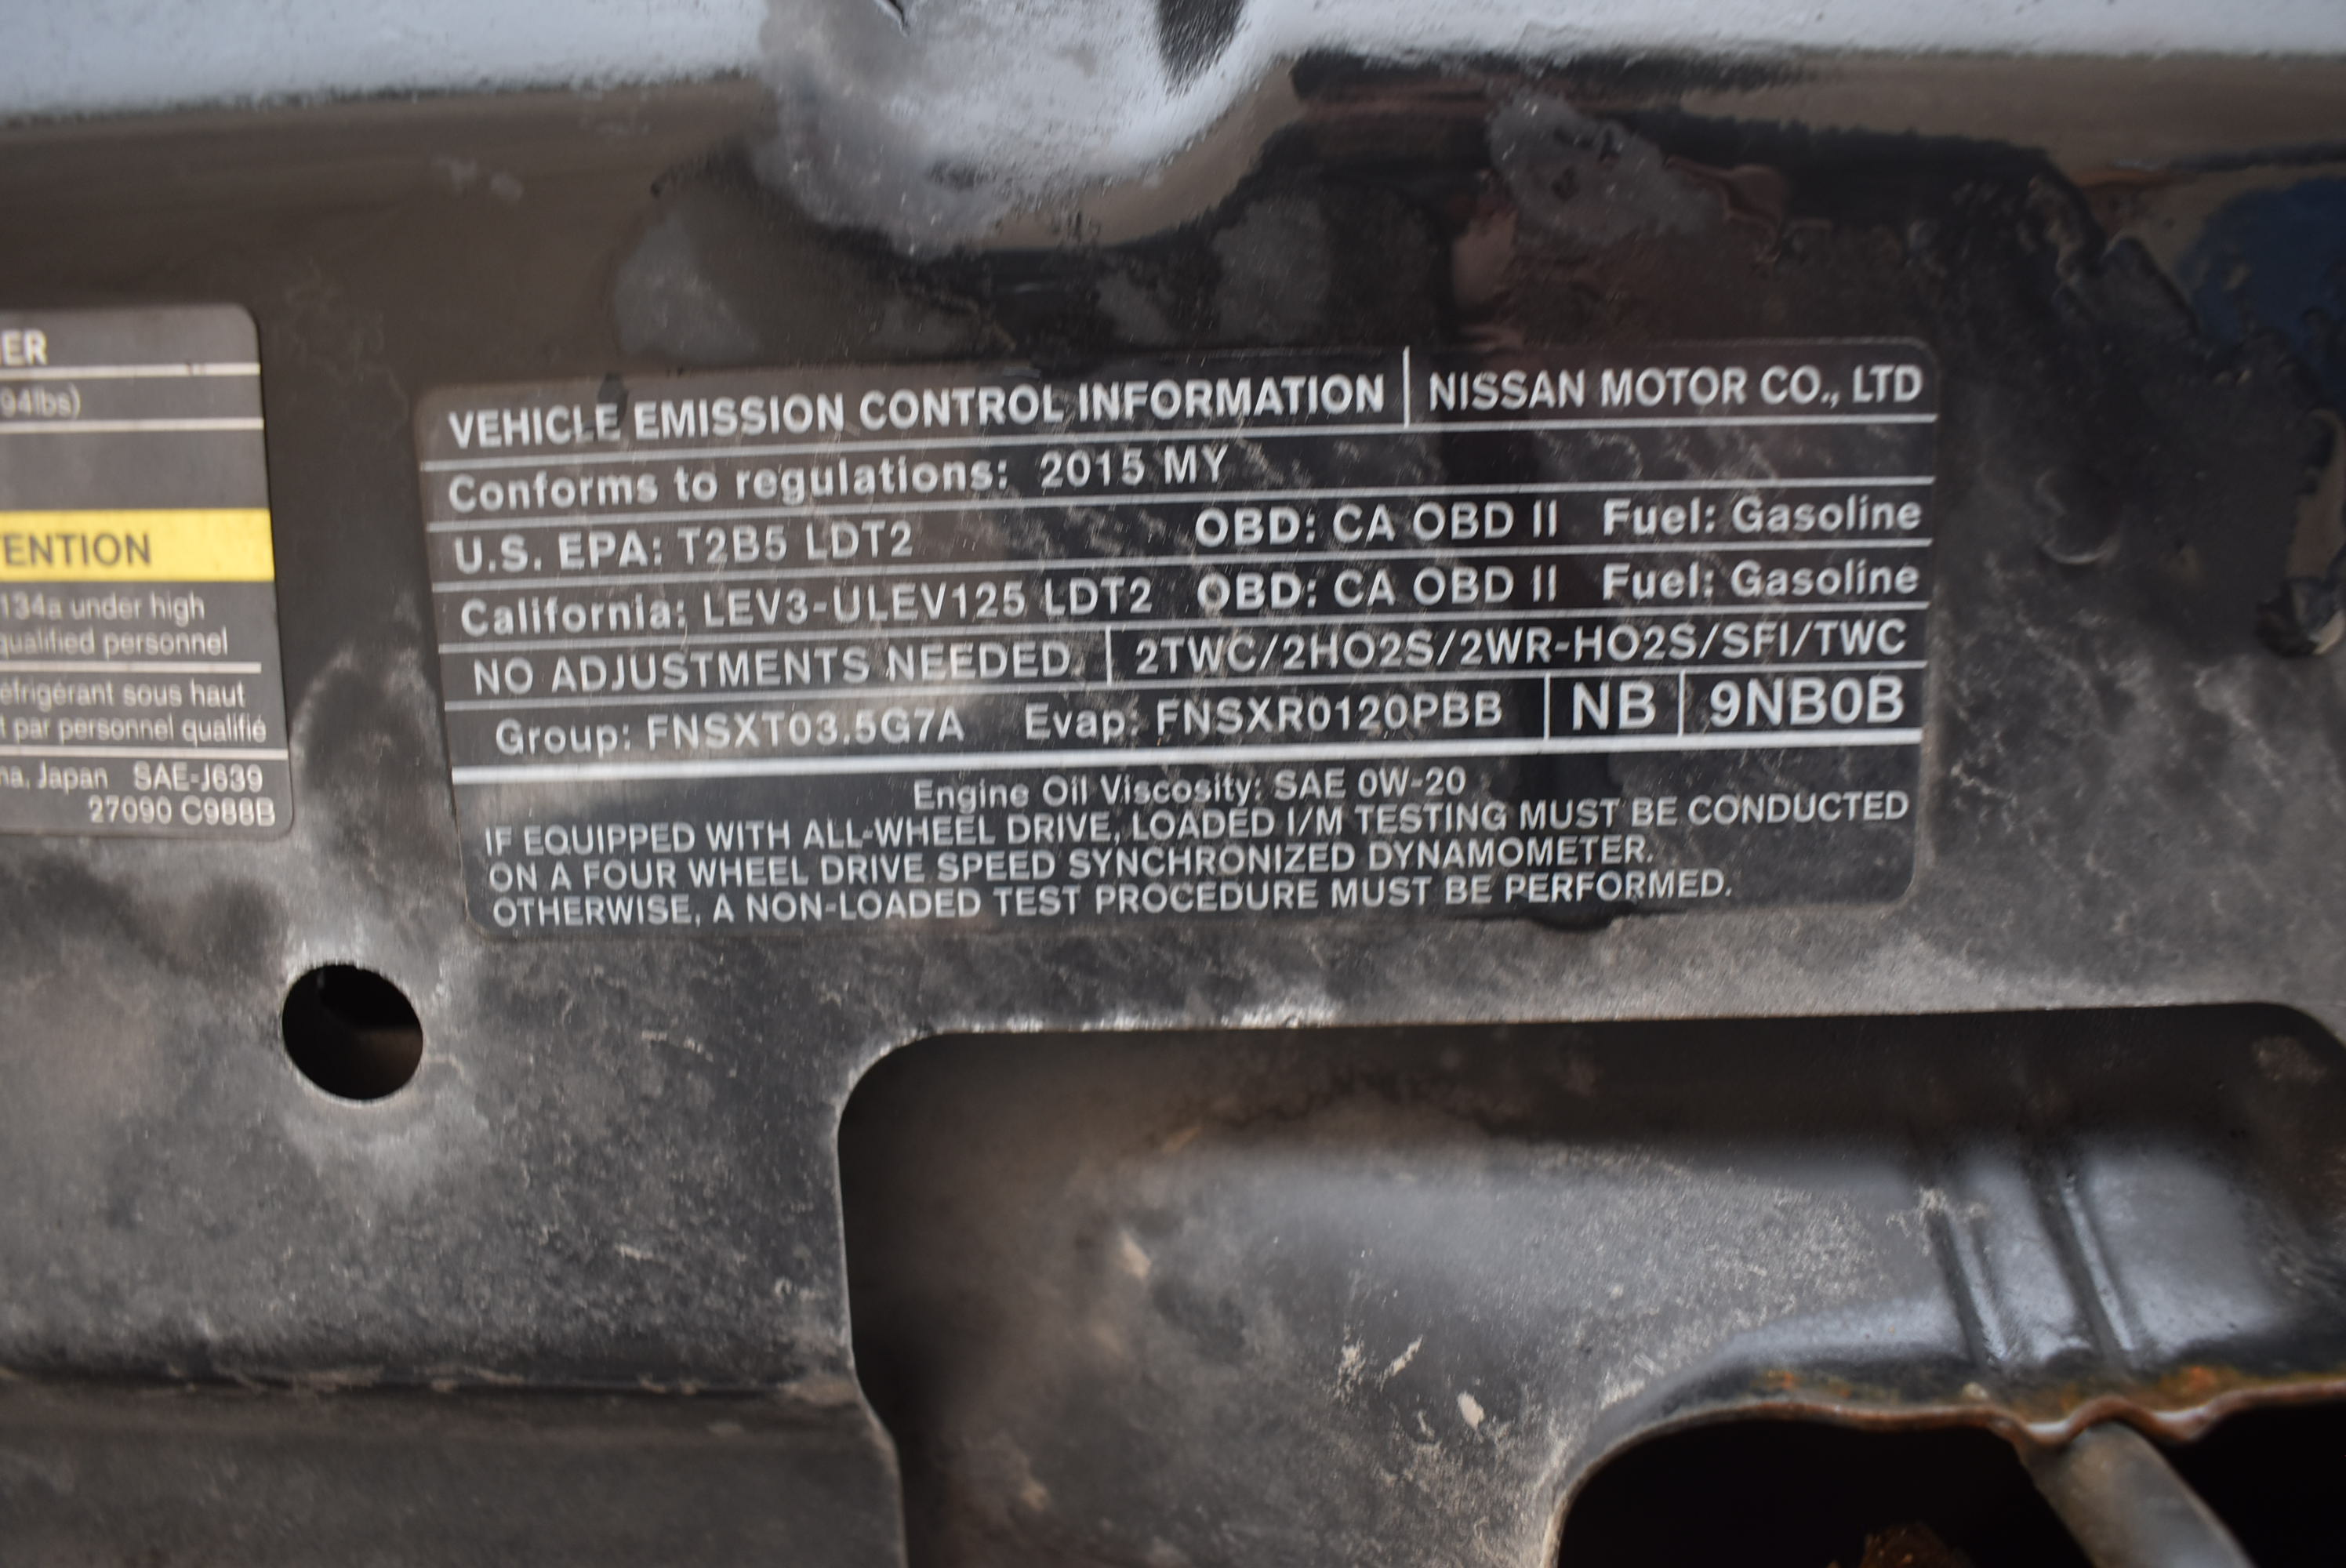 ER
94lbs)
ENTION
134a under high
qualified personnel
éfrigérant sous haut
t par personnel qualifié
na, Japan SAE-J639
27090 C988B
VEHICLE EMISSION CONTROL INFORMATION NISSAN MOTOR CO., LTD
Conforms to regulations: 2015 MY
U.S. EPA: T2B5 LDT2 OBD: CA OBD II Fuel: Gasoline
California: LEV3-ULEV125 LDT2 OBD: CA OBD II Fuel: Gasoline
NO ADJUSTMENTS NEEDED. 2TWC/2HO2S/2WR-HO2S/SFI/TWC
Group: FNSXT03.5G7A Evap: FNSXR0120PBB NB 9NB0B
Engine Oil Viscosity: SAE 0W-20
IF EQUIPPED WITH ALL-WHEEL DRIVE, LOADED I/M TESTING MUST BE CONDUCTED
ON A FOUR WHEEL DRIVE SPEED SYNCHRONIZED DYNAMOMETER.
OTHERWISE, A NON-LOADED TEST PROCEDURE MUST BE PERFORMED.